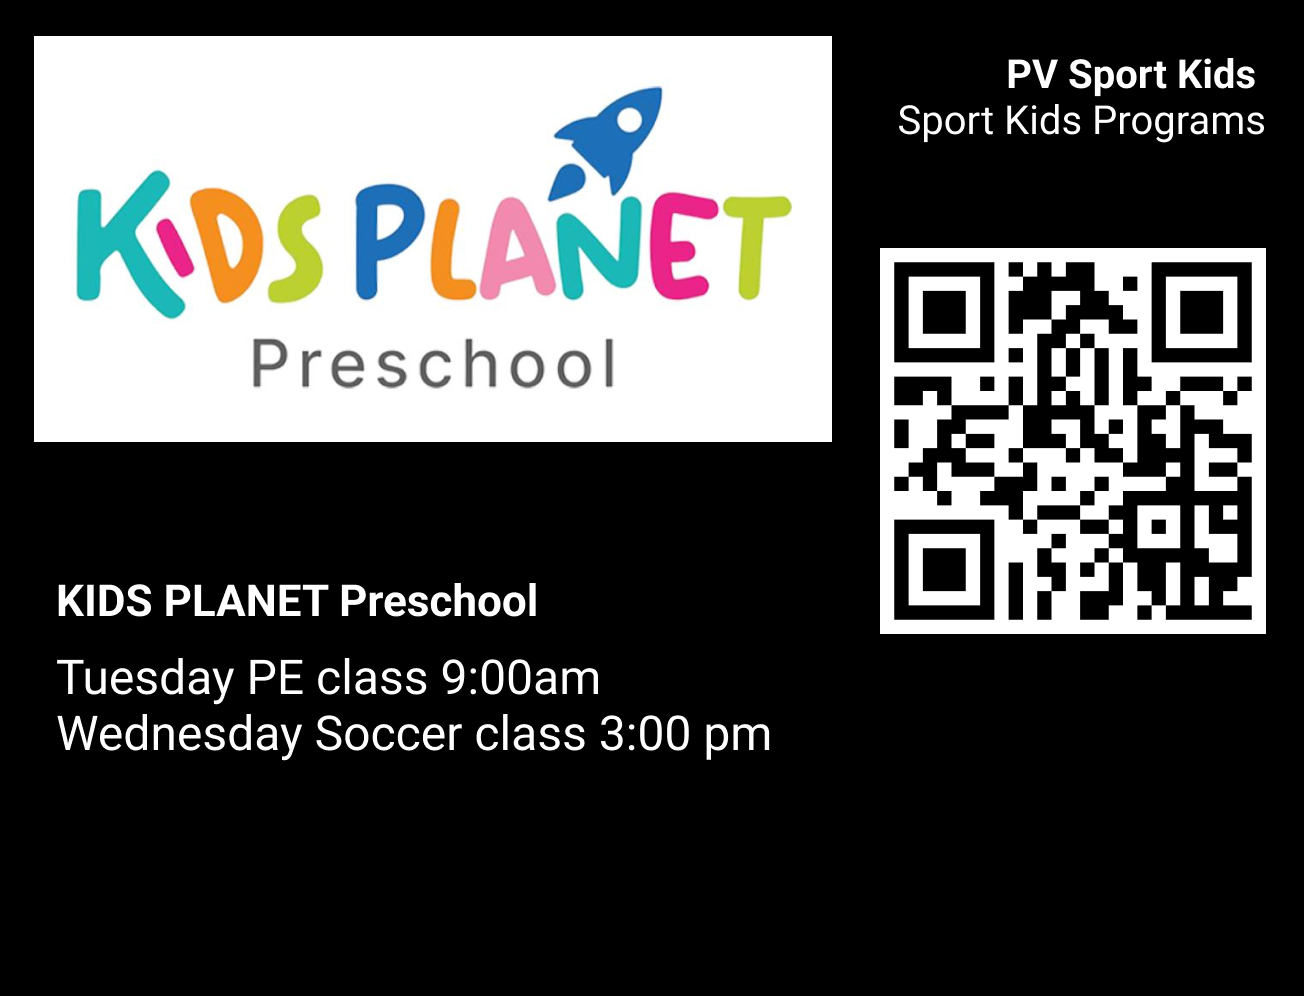 KIDS PLANET
Preschool
PV Sport Kids
Sport Kids Programs
KIDS PLANET Preschool
Tuesday PE class 9:00am
Wednesday Soccer class 3:00 pm